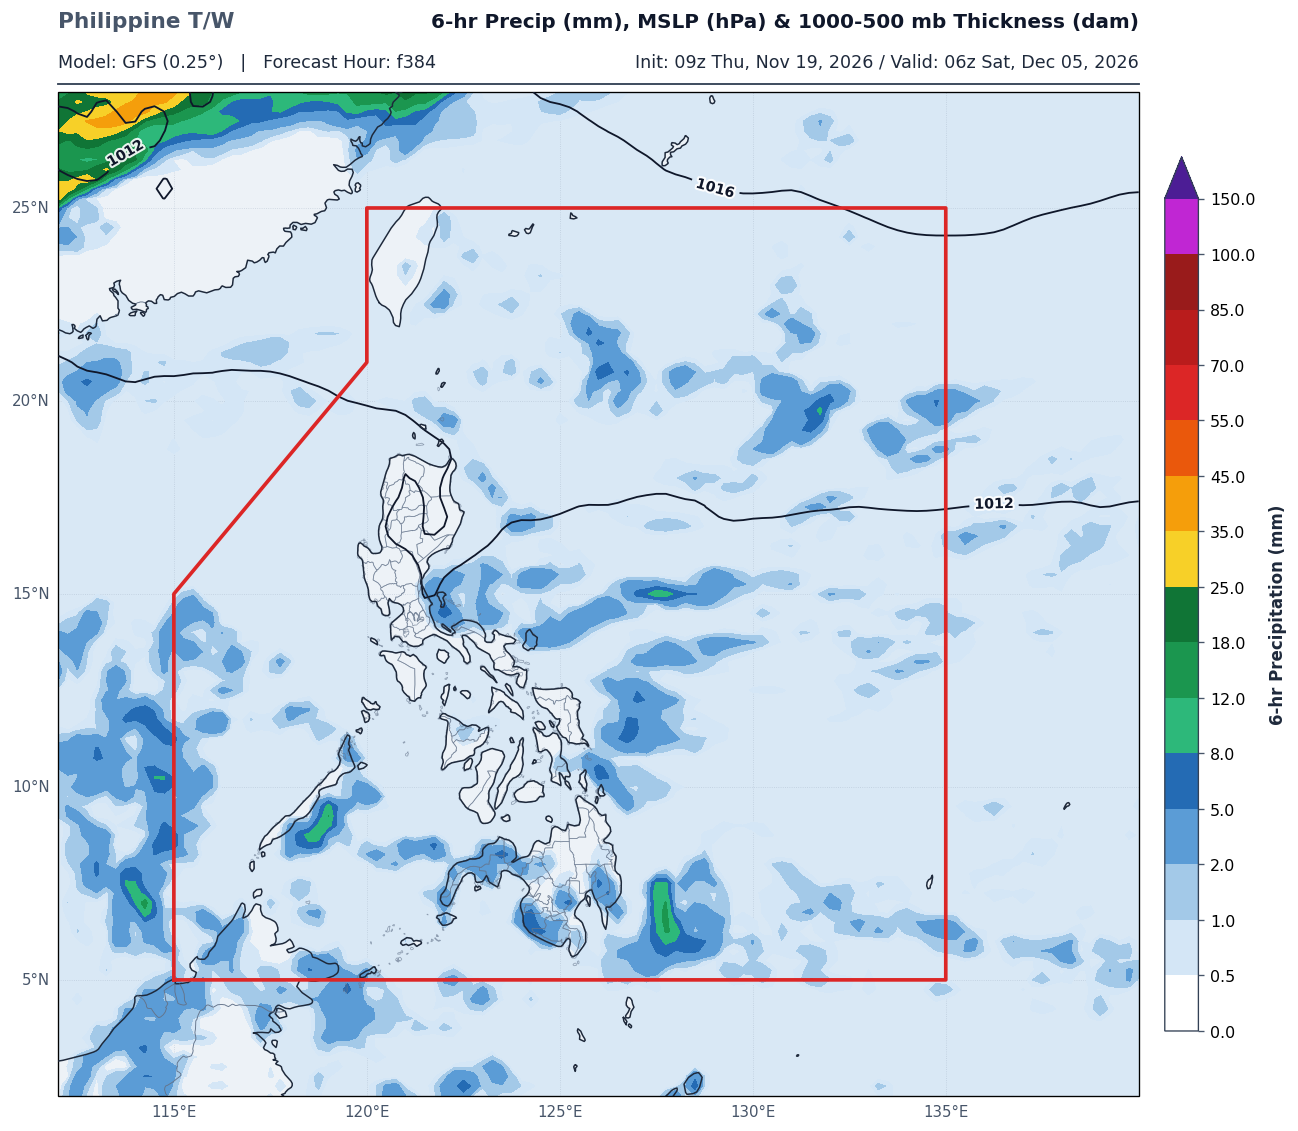 Philippine T/W
6-hr Precip (mm), MSLP (hPa) & 1000-500 mb Thickness (dam)
Model: GFS (0.25°)   |   Forecast Hour: f384
Init: 09z Thu, Nov 19, 2026 / Valid: 06z Sat, Dec 05, 2026
1012
1016
1012
25°N
20°N
15°N
10°N
5°N
115°E
120°E
125°E
130°E
135°E
150.0
100.0
85.0
70.0
55.0
45.0
35.0
25.0
18.0
12.0
8.0
5.0
2.0
1.0
0.5
0.0
6-hr Precipitation (mm)